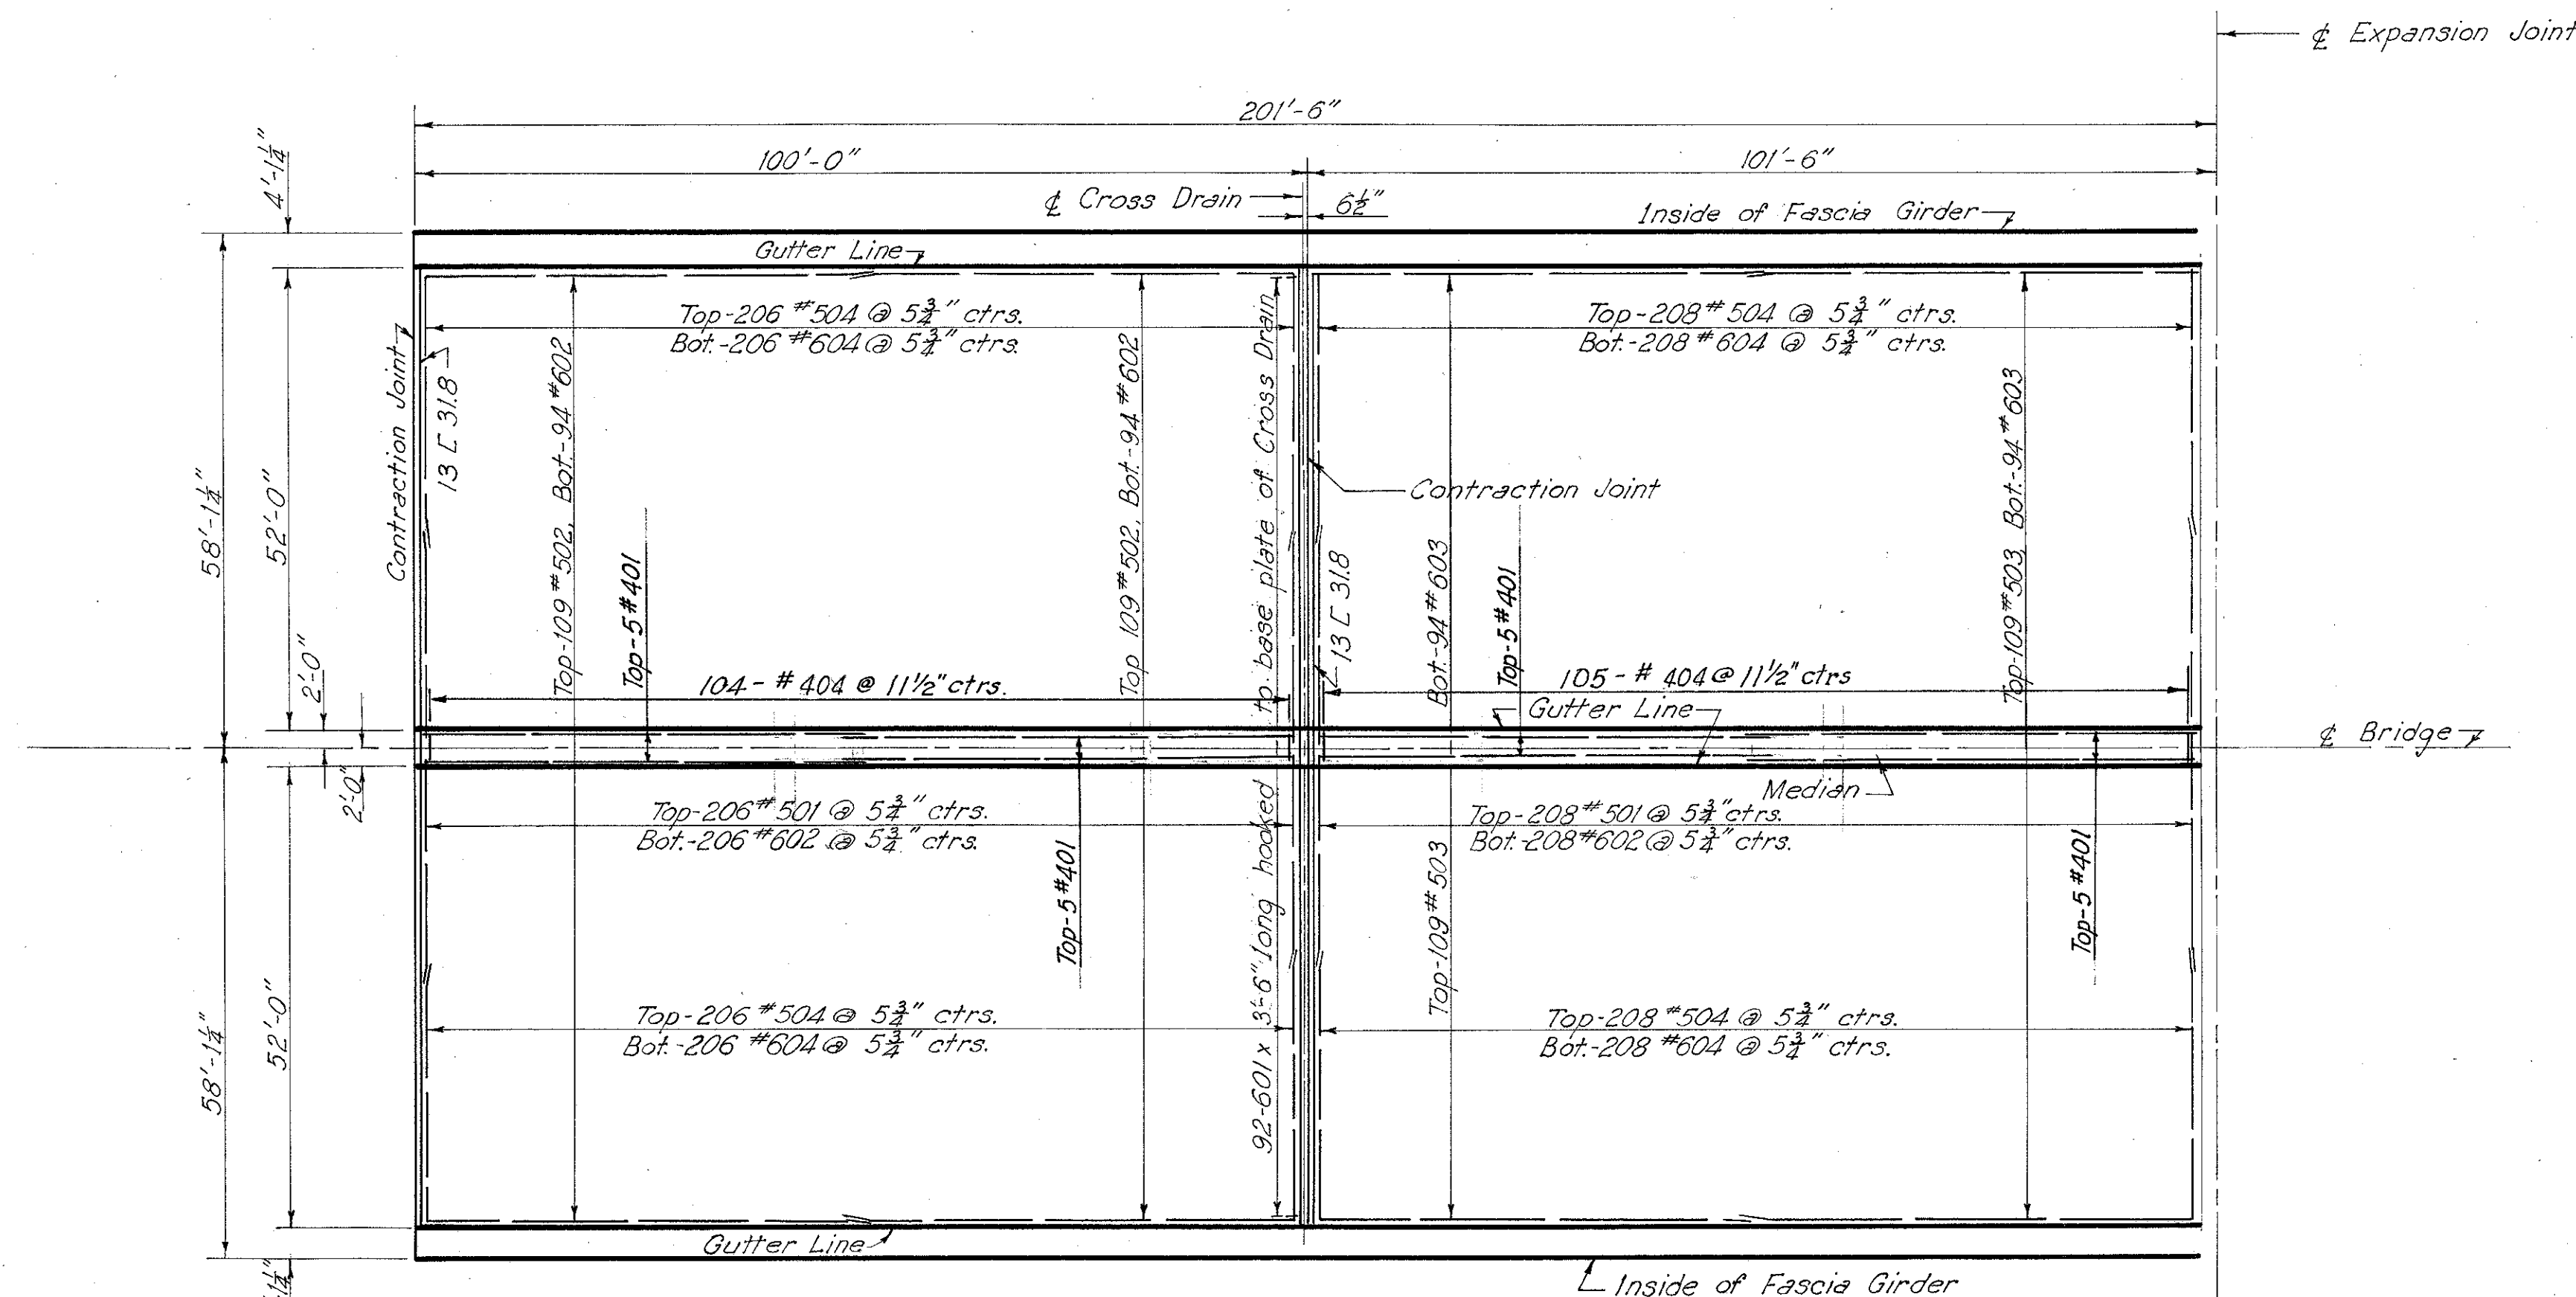 ℄ Expansion Joint
201'-6"
100'-0"
101'-6"
4'-1¼"
℄ Cross Drain
6½"
Inside of Fascia Girder
Gutter Line
Top-206 #504 @ 5¾" ctrs.
Bot.-206 #604 @ 5¾" ctrs.
Top-208 #504 @ 5¾" ctrs.
Bot.-208 #604 @ 5¾" ctrs.
Contraction Joint
13 [ 31.8
Top-109 #502, Bot.-94 #602
Top-5 #401
Top 109 #502, Bot.-94 #602
92-601 x 3'-6" long hooked to base plate of Cross Drain
Contraction Joint
13 [ 31.8
Bot.-94 #603
Top-5 #401
Top-109 #503, Bot.-94 #603
58'-1¼"
52'-0"
2'-0"
104 - # 404 @ 11½" ctrs.
105 - # 404 @ 11½" ctrs
Gutter Line
℄ Bridge
2'-0"
Median
Top-206 #501 @ 5¾" ctrs.
Bot.-206 #602 @ 5¾" ctrs.
Top-208 #501 @ 5¾" ctrs.
Bot.-208 #602 @ 5¾" ctrs.
Top-5 #401
Top-109 #503
Top-5 #401
58'-1¼"
52'-0"
Top-206 #504 @ 5¾" ctrs.
Bot.-206 #604 @ 5¾" ctrs.
Top-208 #504 @ 5¾" ctrs.
Bot.-208 #604 @ 5¾" ctrs.
Gutter Line
1¼"
Inside of Fascia Girder